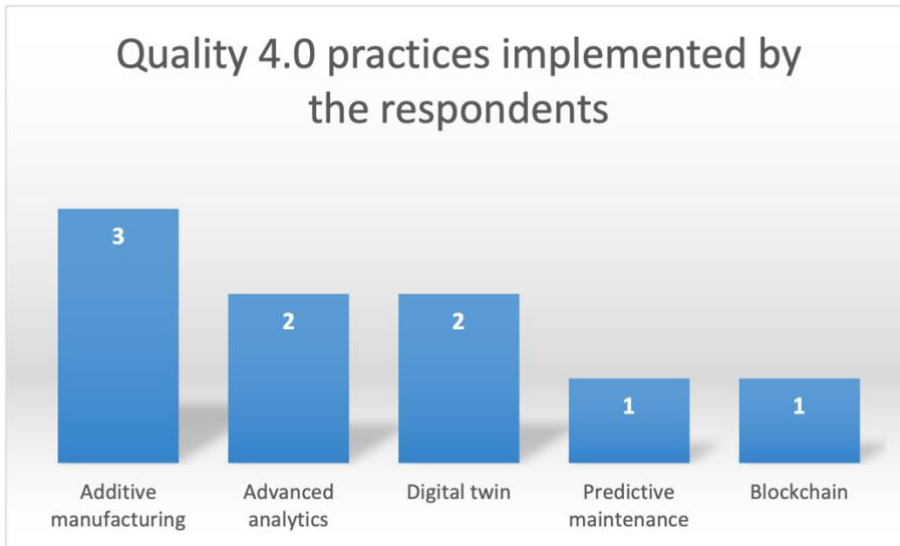 Quality 4.0 practices implemented by
the respondents
3
2
2
1
1
Additive
manufacturing
Advanced
analytics
Digital twin
Predictive
maintenance
Blockchain